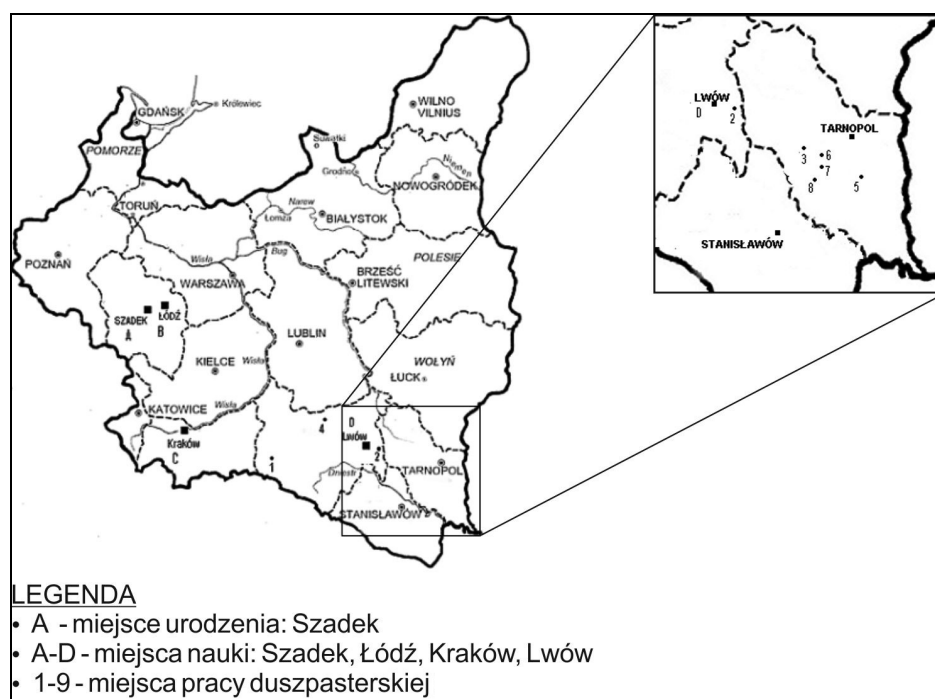 GDAŃSK
Królewiec
POMORZE
WILNO
VILNIUS
Suwałki
Grodno
Niemen
NOWOGRÓDEK
TORUŃ
Narew
Łomża
BIAŁYSTOK
POZNAŃ
Wisła
Bug
POLESIE
WARSZAWA
BRZEŚĆ
LITEWSKI
SZADEK
A
ŁÓDŹ
B
LUBLIN
KIELCE
Wisła
WOŁYŃ
ŁUCK
KATOWICE
Wisła
Kraków
C
1
4
D
LWÓW
2
Dniestr
TARNOPOL
STANISŁAWÓW
LWÓW
D
2
TARNOPOL
3
6
7
8
5
STANISŁAWÓW
LEGENDA
• A - miejsce urodzenia: Szadek
• A-D - miejsca nauki: Szadek, Łódź, Kraków, Lwów
• 1-9 - miejsca pracy duszpasterskiej